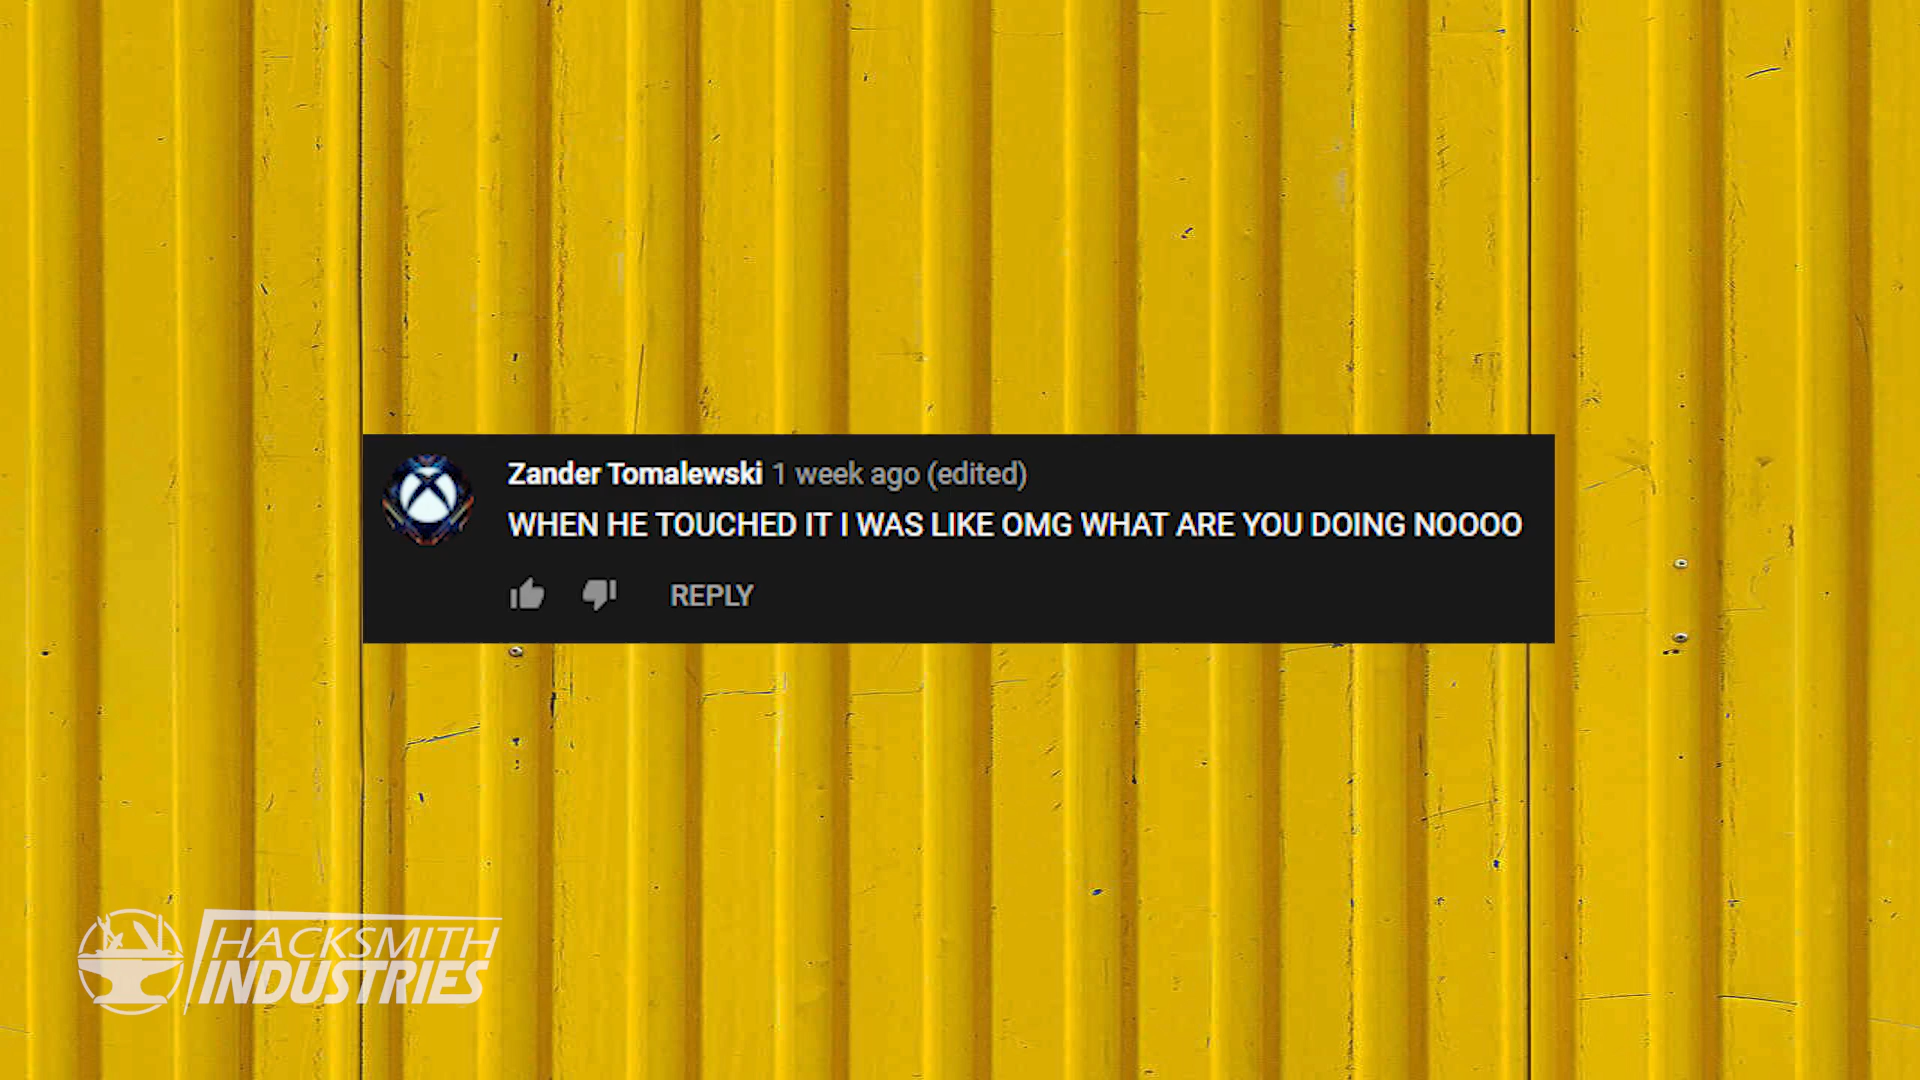 Zander Tomalewski 1 week ago (edited)
WHEN HE TOUCHED IT I WAS LIKE OMG WHAT ARE YOU DOING NOOOO
REPLY
HACKSMITH
INDUSTRIES